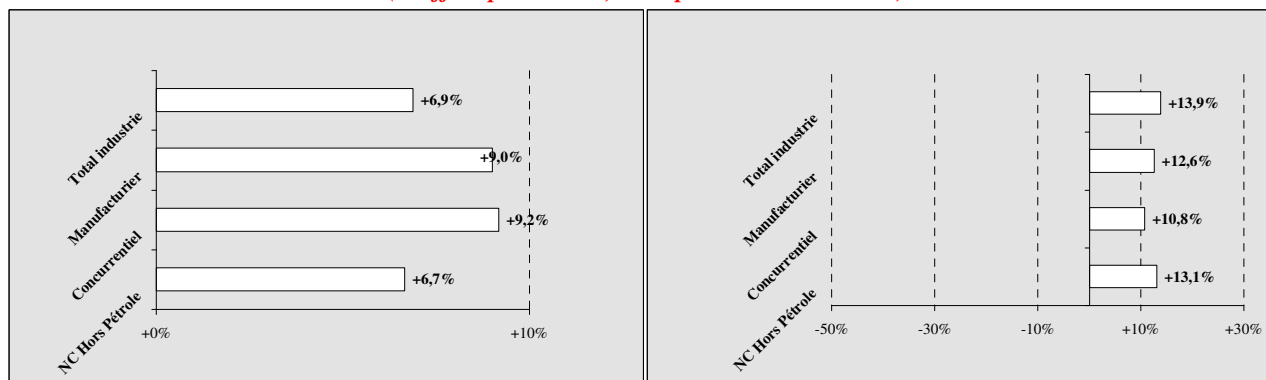 +6,9%
Total industrie
+9,0%
Manufacturier
+9,2%
Concurrentiel
+6,7%
NC Hors Pétrole
+0%
+10%
+13,9%
Total industrie
+12,6%
Manufacturier
+10,8%
Concurrentiel
+13,1%
NC Hors Pétrole
-50%
-30%
-10%
+10%
+30%